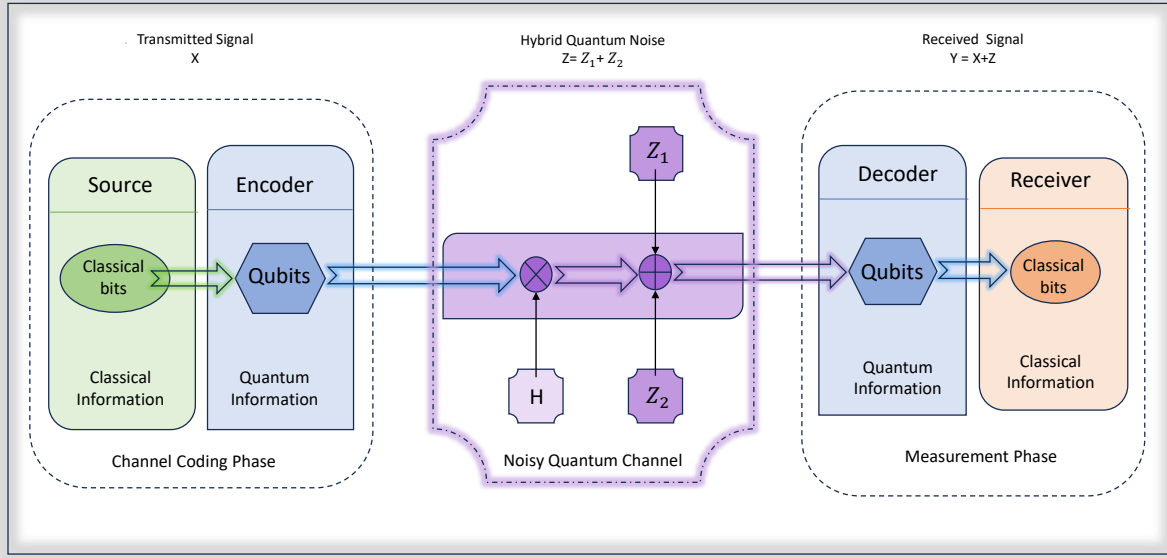 Transmitted Signal
X
Hybrid Quantum Noise
Z= Z₁+ Z₂
Received Signal
Y = X+Z
Source
Classical
bits
Classical
Information
Encoder
Qubits
Quantum
Information
Channel Coding Phase
Z₁
H
Z₂
Noisy Quantum Channel
Decoder
Qubits
Quantum
Information
Receiver
Classical
bits
Classical
Information
Measurement Phase